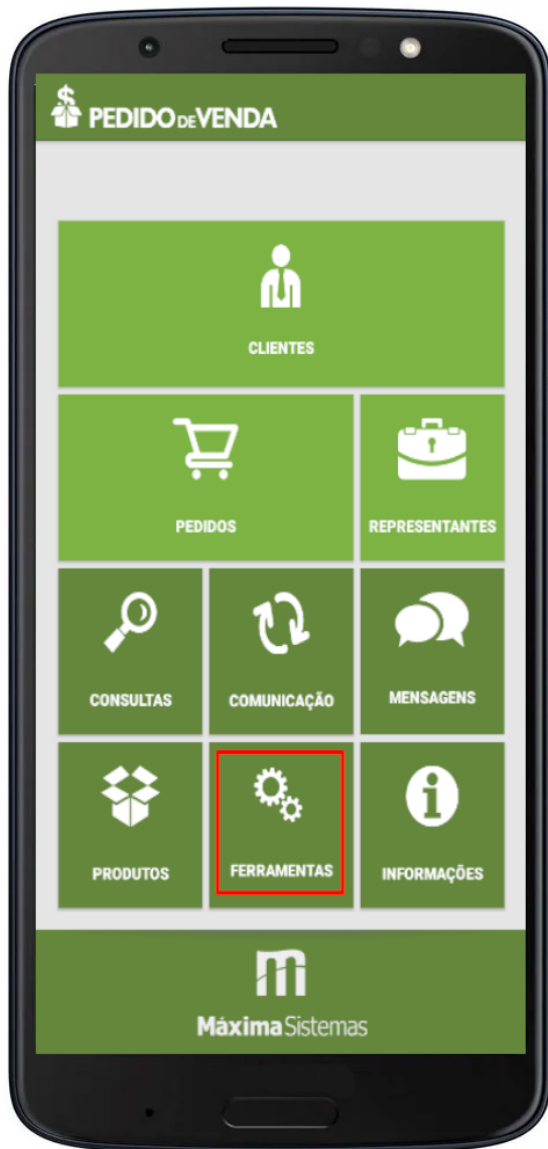 PEDIDO DE VENDA
CLIENTES
PEDIDOS
REPRESENTANTES
CONSULTAS
COMUNICAÇÃO
MENSAGENS
PRODUTOS
FERRAMENTAS
INFORMAÇÕES
Máxima Sistemas